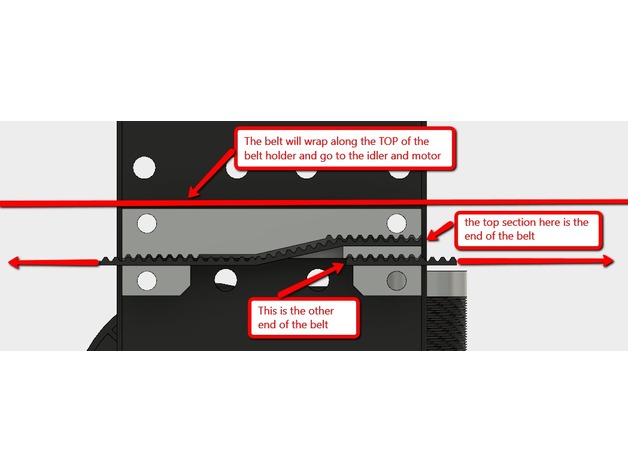 The belt will wrap along the TOP of the
belt holder and go to the idler and motor
the top section here is the
end of the belt
This is the other
end of the belt